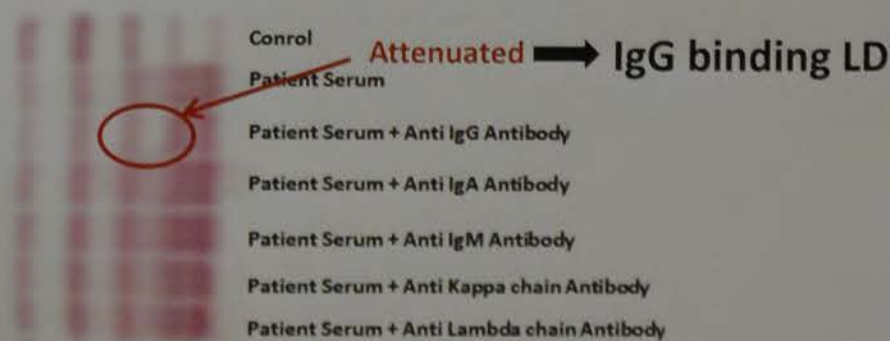 Conrol
Attenuated IgG binding LD
Patient Serum
Patient Serum + Anti IgG Antibody
Patient Serum + Anti IgA Antibody
Patient Serum + Anti IgM Antibody
Patient Serum + Anti Kappa chain Antibody
Patient Serum + Anti Lambda chain Antibody